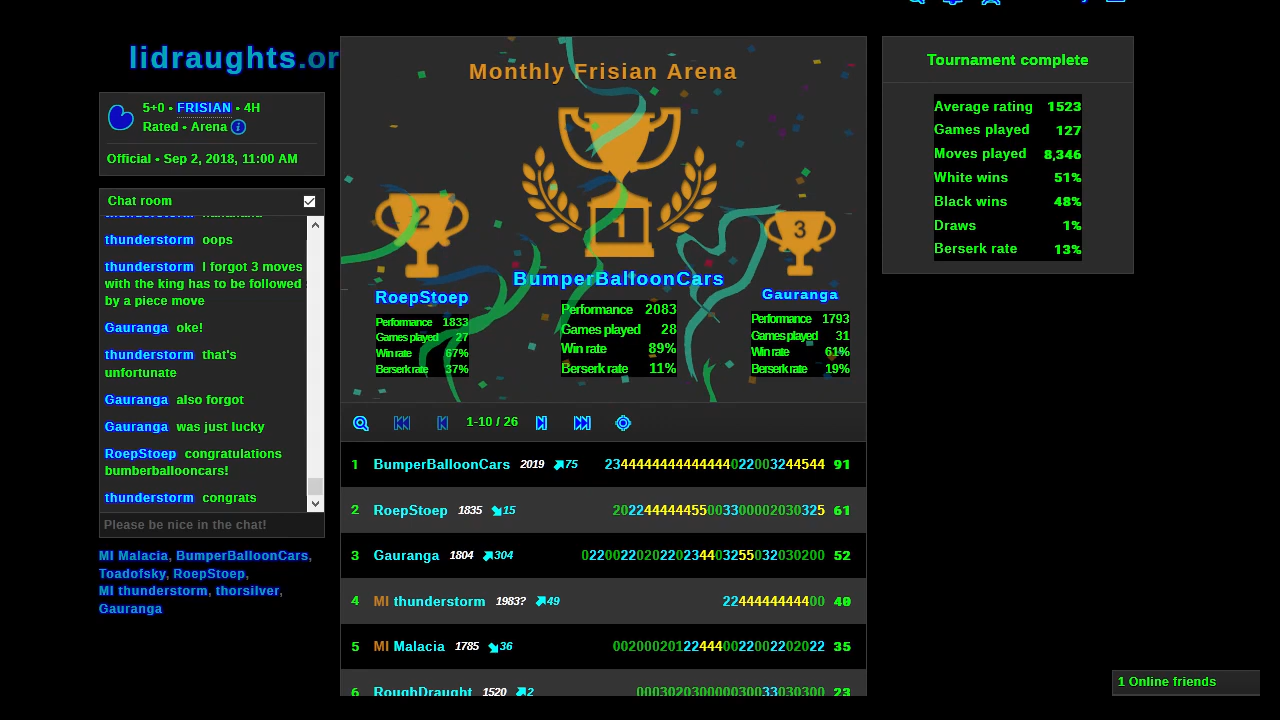 lidraughts.or
5+0 • FRISIAN • 4H
Rated • Arena
Official • Sep 2, 2018, 11:00 AM
Chat room
thunderstorm oops
thunderstorm I forgot 3 moves
with the king has to be followed
by a piece move
Gauranga oke!
thunderstorm that's
unfortunate
Gauranga also forgot
Gauranga was just lucky
RoepStoep congratulations
bumberballooncars!
thunderstorm congrats
Please be nice in the chat!
MI Malacia, BumperBalloonCars,
Toadofsky, RoepStoep,
MI thunderstorm, thorsilver,
Gauranga
Monthly Frisian Arena
2
1
3
BumperBalloonCars
Performance 2083
Games played 28
Win rate 89%
Berserk rate 11%
RoepStoep
Performance 1833
Games played 27
Win rate 67%
Berserk rate 37%
Gauranga
Performance 1793
Games played 31
Win rate 61%
Berserk rate 19%
1-10 / 26
1 BumperBalloonCars 2019 75 2344444444444444022003244544 91
2 RoepStoep 1835 15 202244444455003300002030325 61
3 Gauranga 1804 304 0220022020220234403255032030200 52
4 MI thunderstorm 1983? 49 2244444444400 40
5 MI Malacia 1785 36 002000201224440022002202022 35
6 RoughDraught 1520 2 000302030000030033030300 23
Tournament complete
Average rating 1523
Games played 127
Moves played 8,346
White wins 51%
Black wins 48%
Draws 1%
Berserk rate 13%
1 Online friends